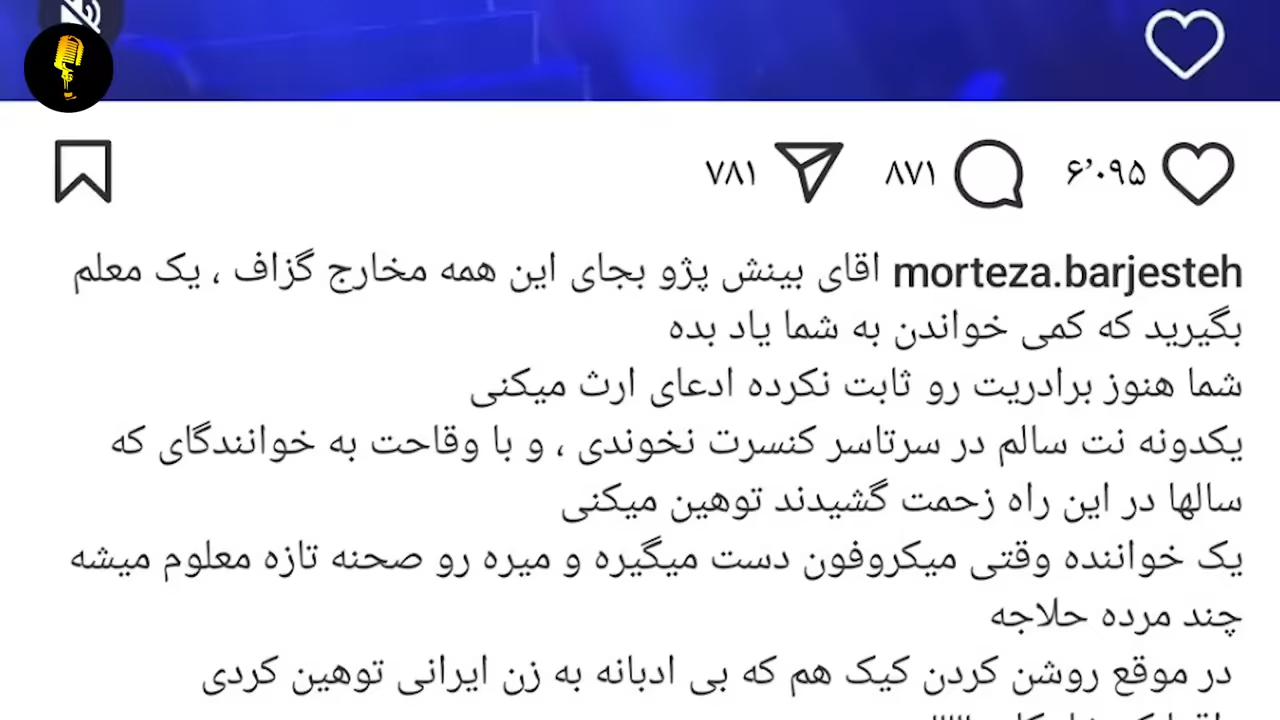 ۶٬۰۹۵ ۸۷۱ ۷۸۱
morteza.barjesteh اقای بینش پژو بجای این همه مخارج گزاف ، یک معلم
بگیرید که کمی خواندن به شما یاد بده
شما هنوز برادریت رو ثابت نکرده ادعای ارث میکنی
یکدونه نت سالم در سرتاسر کنسرت نخوندی ، و با وقاحت به خوانندگای که
سالها در این راه زحمت گشیدند توهین میکنی
یک خواننده وقتی میکروفون دست میگیره و میره رو صحنه تازه معلوم میشه
چند مرده حلاجه
در موقع روشن کردن کیک هم که بی ادبانه به زن ایرانی توهین کردی